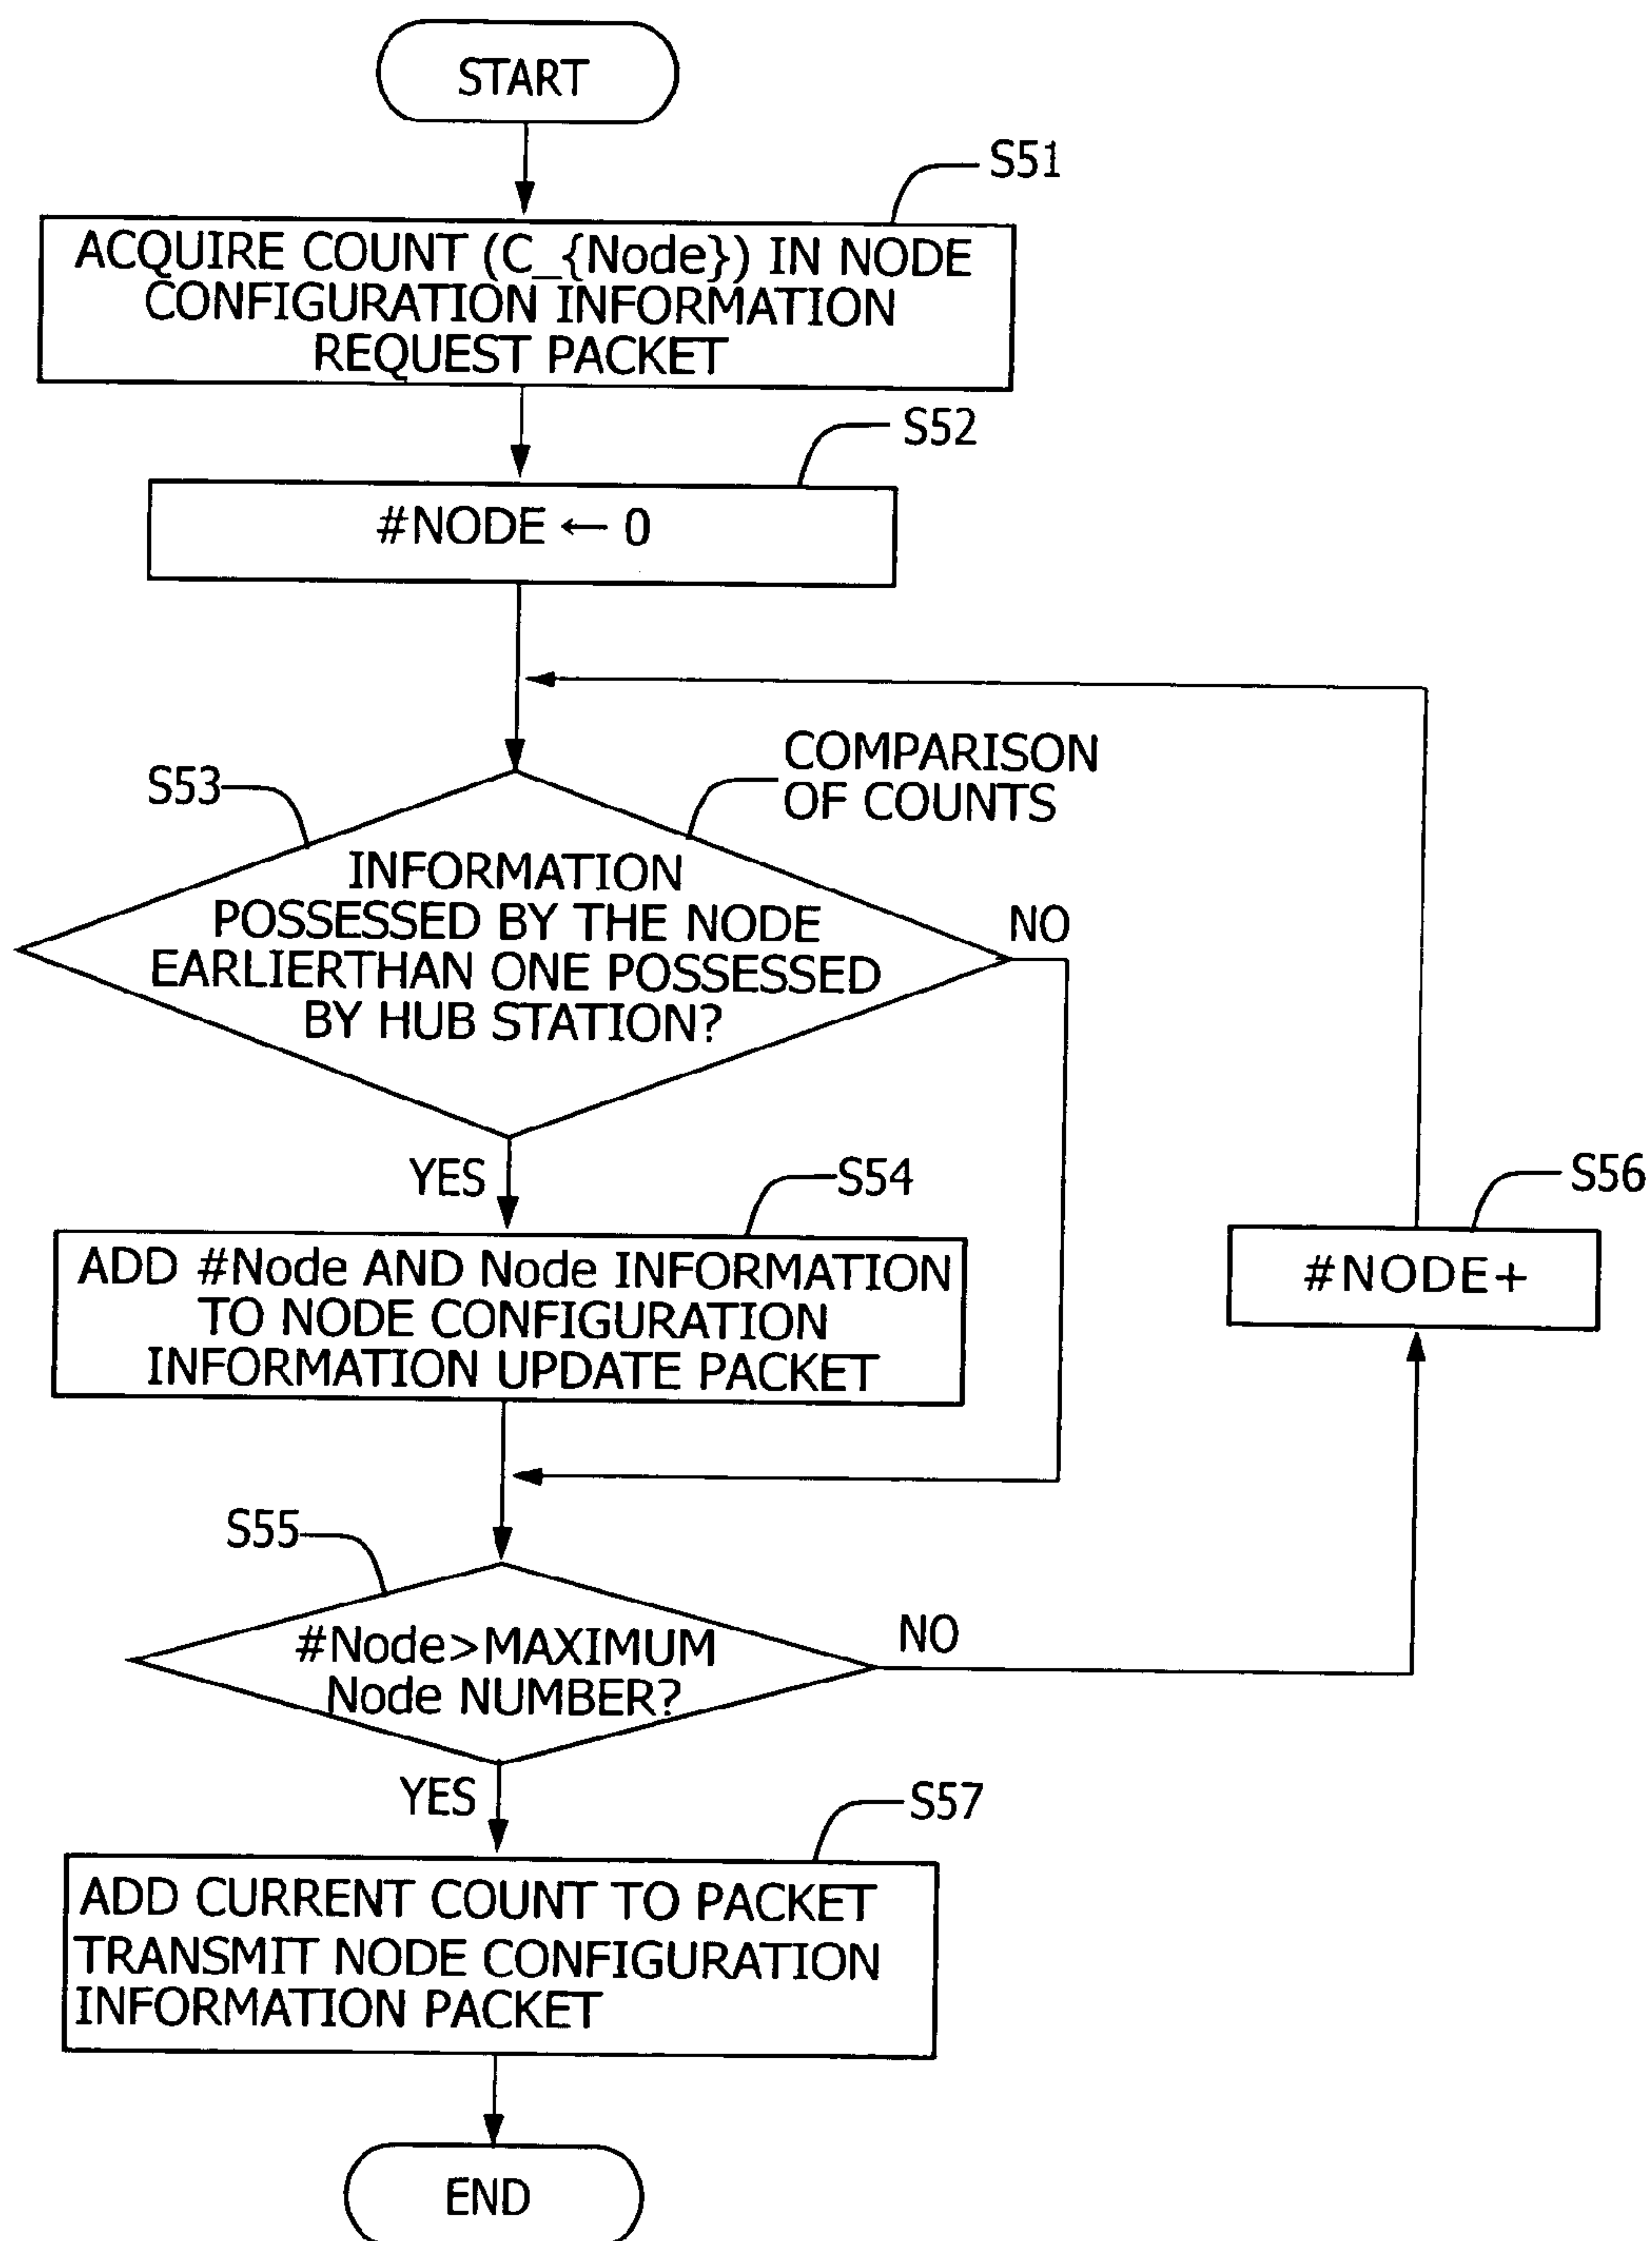 START
S51
ACQUIRE COUNT (C_{Node}) IN NODE
CONFIGURATION INFORMATION
REQUEST PACKET
S52
#NODE ← 0
S53
COMPARISON
OF COUNTS
INFORMATION
POSSESSED BY THE NODE
EARLIERTHAN ONE POSSESSED
BY HUB STATION?
NO
YES
S54
ADD #Node AND Node INFORMATION
TO NODE CONFIGURATION
INFORMATION UPDATE PACKET
S56
#NODE+
S55
#Node>MAXIMUM
Node NUMBER?
NO
YES
S57
ADD CURRENT COUNT TO PACKET
TRANSMIT NODE CONFIGURATION
INFORMATION PACKET
END